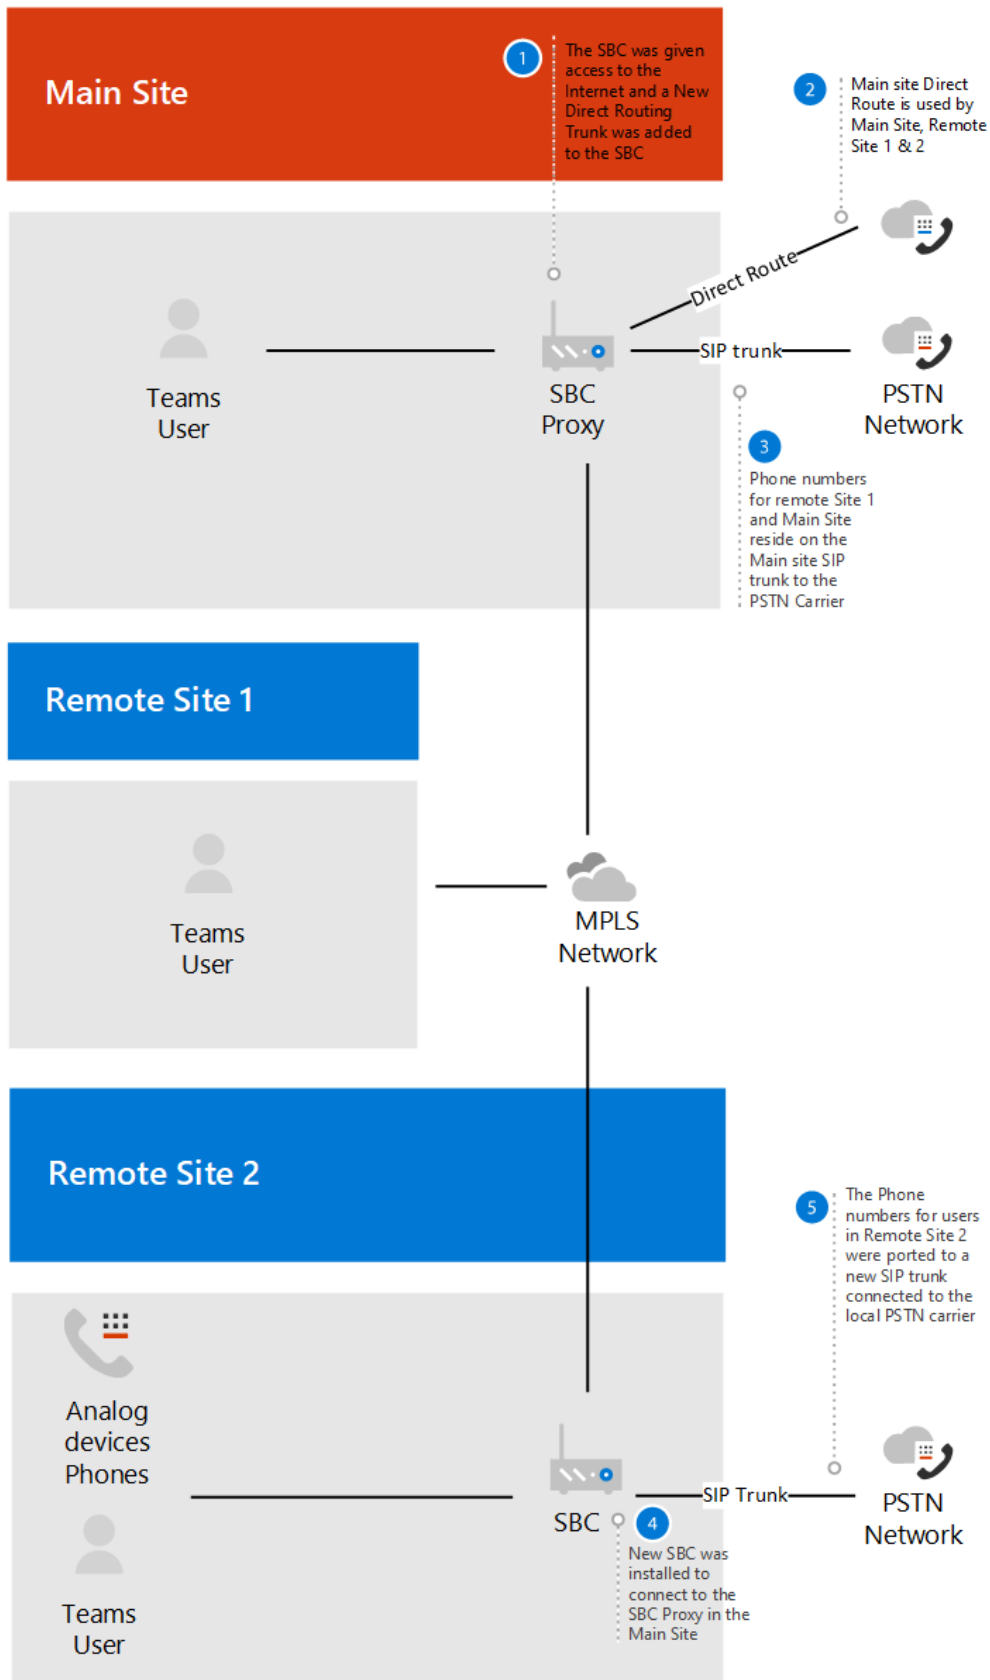 Main Site
1
The SBC was given
access to the
Internet and a New
Direct Routing
Trunk was added
to the SBC
2
Main site Direct
Route is used by
Main Site, Remote
Site 1 & 2
Direct Route
SIP trunk
Teams
User
SBC
Proxy
PSTN
Network
3
Phone numbers
for remote Site 1
and Main Site
reside on the
Main site SIP
trunk to the
PSTN Carrier
Remote Site 1
Teams
User
MPLS
Network
Remote Site 2
5
The Phone
numbers for users
in Remote Site 2
were ported to a
new SIP trunk
connected to the
local PSTN carrier
Analog
devices
Phones
SBC
SIP Trunk
PSTN
Network
4
New SBC was
installed to
connect to the
SBC Proxy in the
Main Site
Teams
User